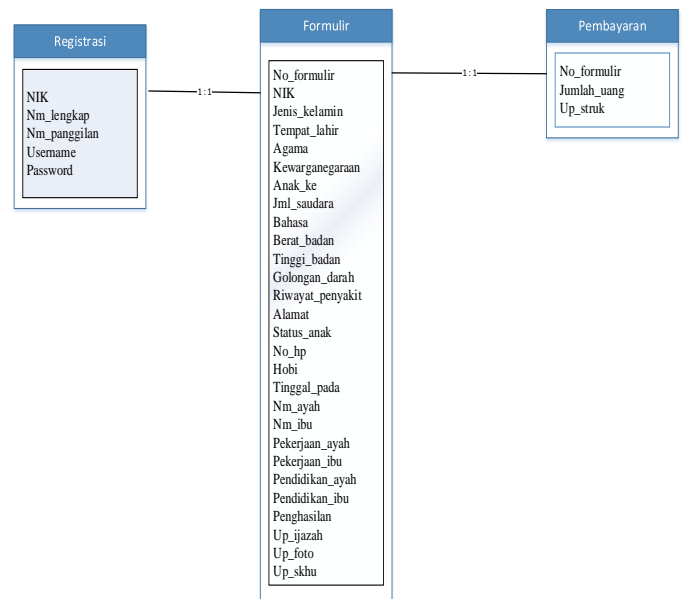 Registrasi
NIK
Nm_lengkap
Nm_panggilan
Username
Password
1 : 1
Formulir
No_formulir
NIK
Jenis_kelamin
Tempat_lahir
Agama
Kewarganegaraan
Anak_ke
Jml_saudara
Bahasa
Berat_badan
Tinggi_badan
Golongan_darah
Riwayat_penyakit
Alamat
Status_anak
No_hp
Hobi
Tinggal_pada
Nm_ayah
Nm_ibu
Pekerjaan_ayah
Pekerjaan_ibu
Pendidikan_ayah
Pendidikan_ibu
Penghasilan
Up_ijazah
Up_foto
Up_skhu
1 : 1
Pembayaran
No_formulir
Jumlah_uang
Up_struk